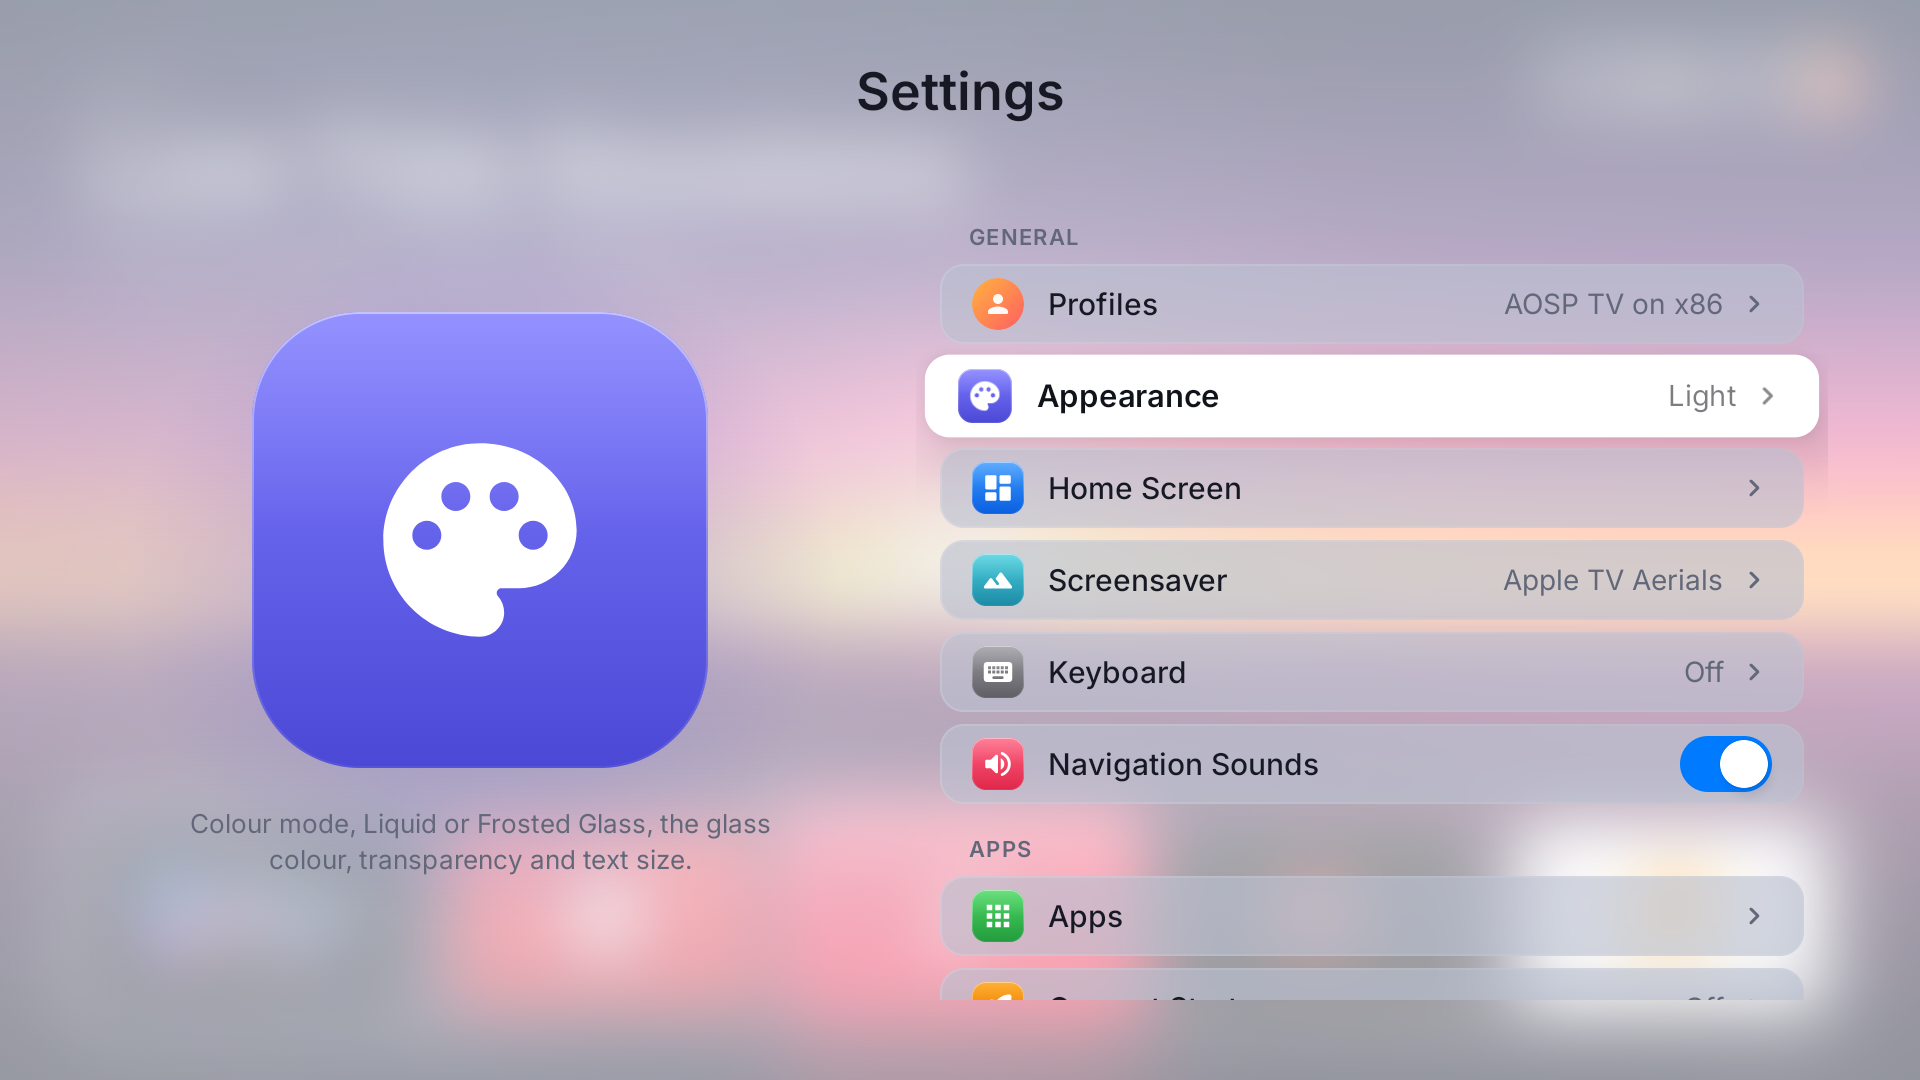 Settings
GENERAL
Profiles
AOSP TV on x86
Appearance
Light
Home Screen
Screensaver
Apple TV Aerials
Keyboard
Off
Navigation Sounds
Colour mode, Liquid or Frosted Glass, the glass
colour, transparency and text size.
APPS
Apps